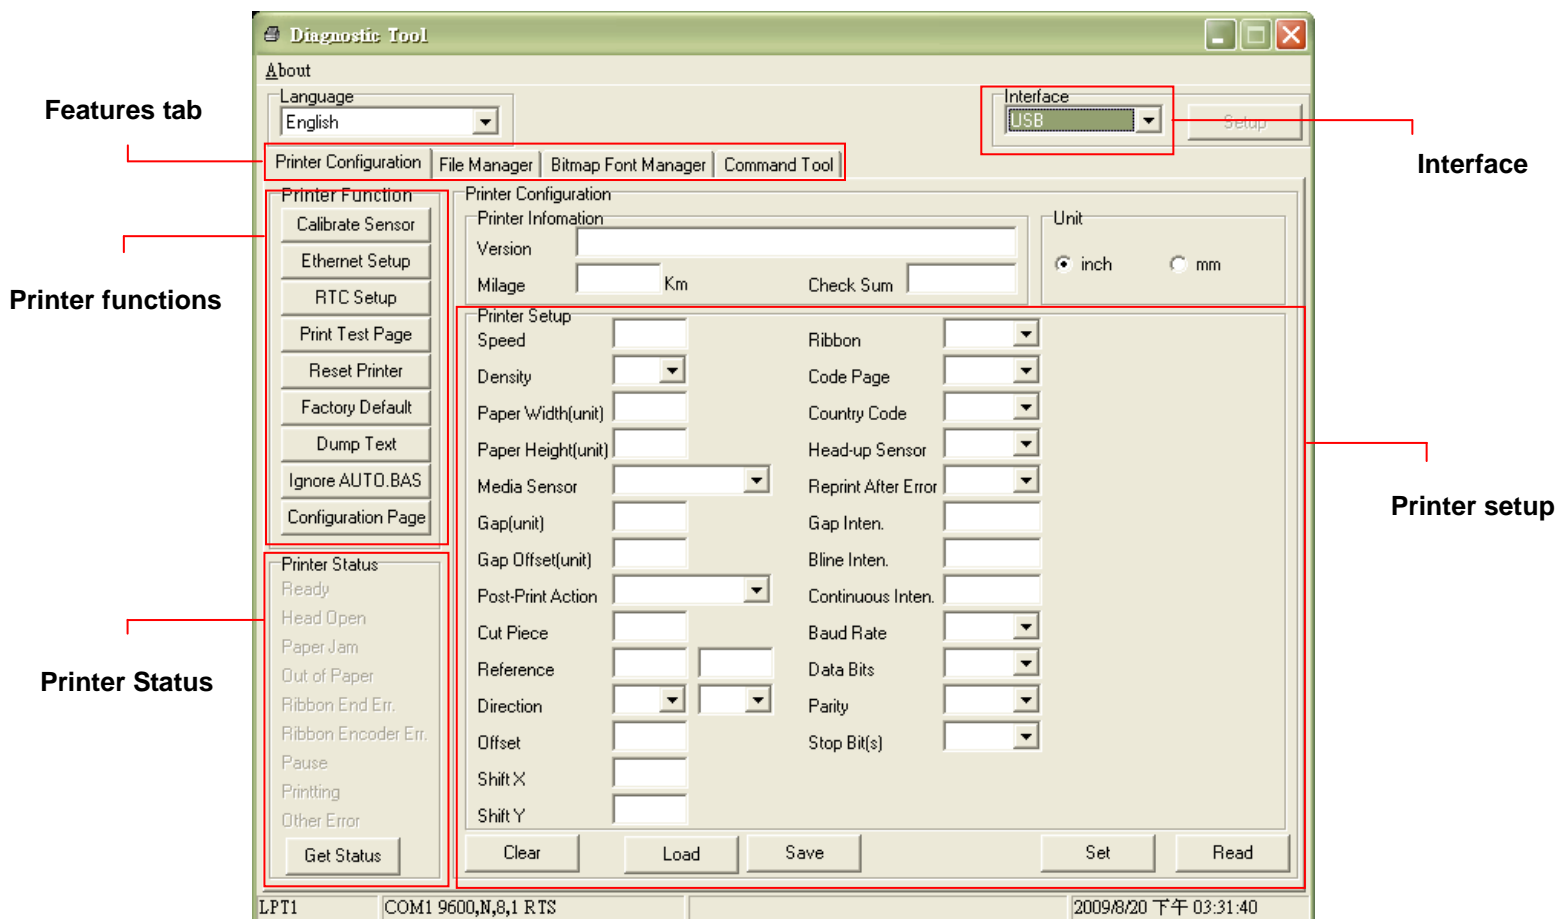 Diagnostic Tool
About
Language
English
Interface
USB
Setup
Features tab
Interface
Printer Configuration
File Manager
Bitmap Font Manager
Command Tool
Printer Function
Calibrate Sensor
Ethernet Setup
RTC Setup
Print Test Page
Reset Printer
Factory Default
Dump Text
Ignore AUTO.BAS
Configuration Page
Printer functions
Printer Status
Ready
Head Open
Paper Jam
Out of Paper
Ribbon End Err.
Ribbon Encoder Err.
Pause
Printting
Other Error
Get Status
Printer Status
Printer Configuration
Printer Infomation
Version
Milage
Km
Check Sum
Unit
inch
mm
Printer Setup
Speed
Density
Paper Width(unit)
Paper Height(unit)
Media Sensor
Gap(unit)
Gap Offset(unit)
Post-Print Action
Cut Piece
Reference
Direction
Offset
Shift X
Shift Y
Ribbon
Code Page
Country Code
Head-up Sensor
Reprint After Error
Gap Inten.
Bline Inten.
Continuous Inten.
Baud Rate
Data Bits
Parity
Stop Bit(s)
Printer setup
Clear
Load
Save
Set
Read
LPT1
COM1 9600,N,8,1 RTS
2009/8/20 下午 03:31:40